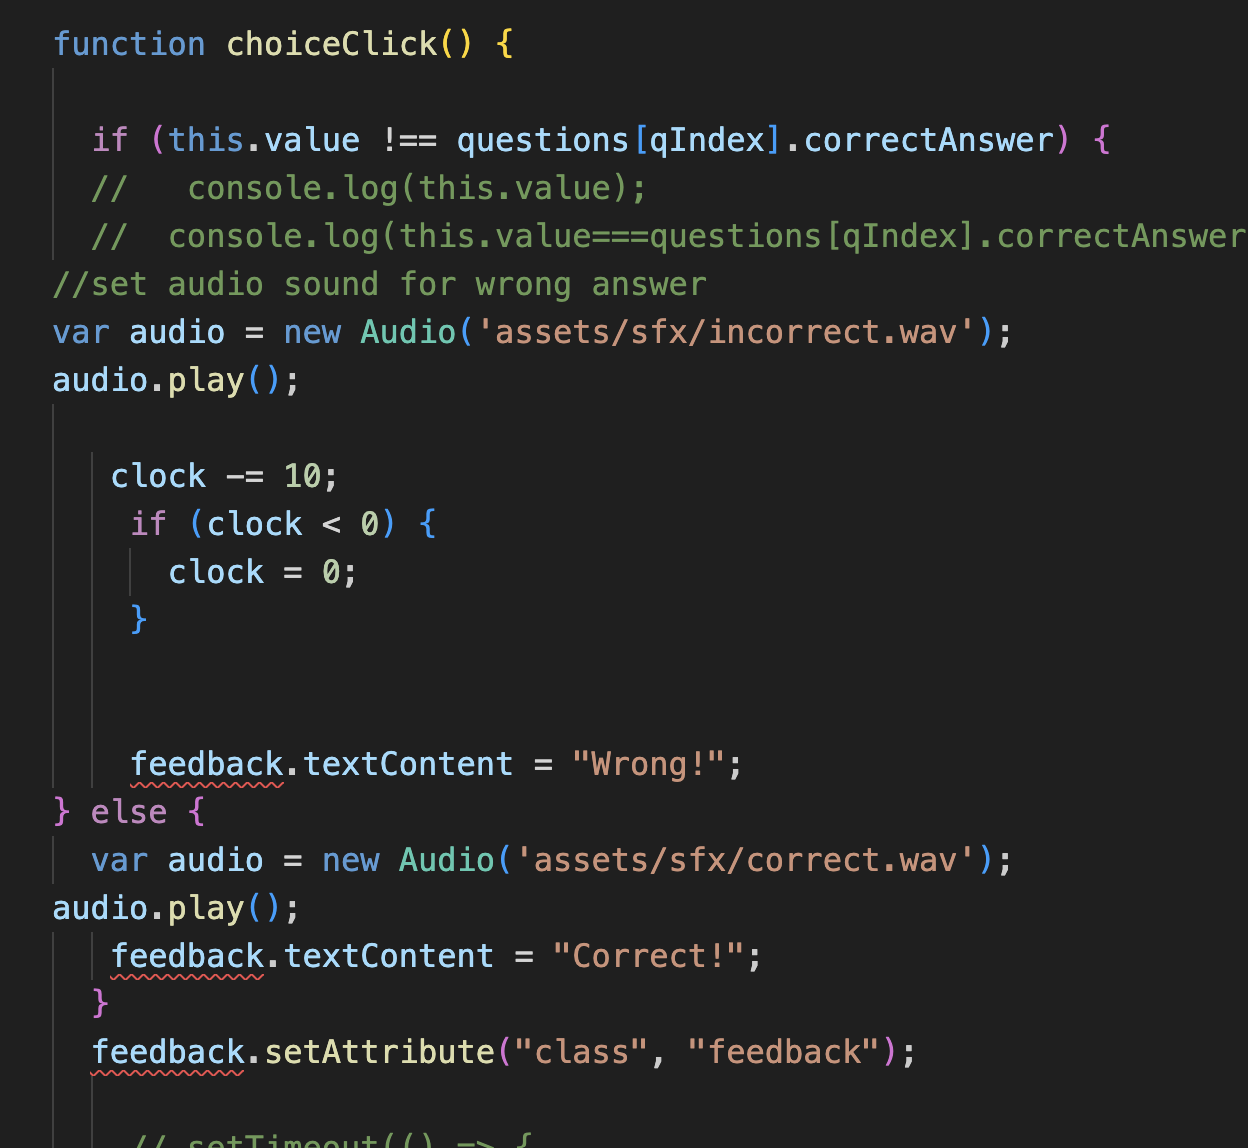 function choiceClick() {
if (this.value !== questions[qIndex].correctAnswer) {
//   console.log(this.value);
//  console.log(this.value===questions[qIndex].correctAnswer
//set audio sound for wrong answer
var audio = new Audio('assets/sfx/incorrect.wav');
audio.play();
clock -= 10;
if (clock < 0) {
clock = 0;
}
feedback.textContent = "Wrong!";
} else {
var audio = new Audio('assets/sfx/correct.wav');
audio.play();
feedback.textContent = "Correct!";
}
feedback.setAttribute("class", "feedback");
// setTimeout(() => {